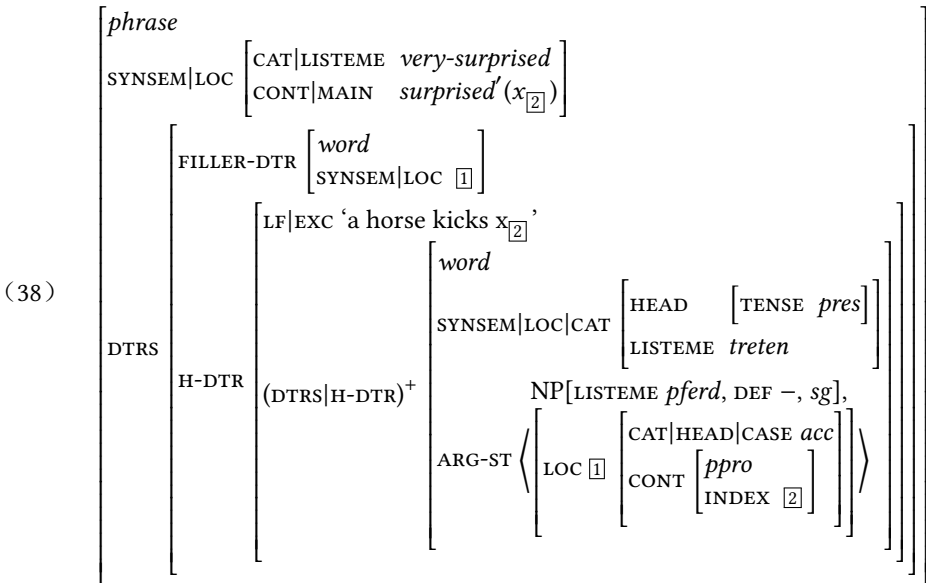 phrase
SYNSEM|LOC [CAT|LISTEME very-surprised
CONT|MAIN surprised′(x[2])]
FILLER-DTR [word
SYNSEM|LOC [1]]
LF|EXC ‘a horse kicks x[2]’
word
SYNSEM|LOC|CAT [HEAD [TENSE pres]
LISTEME treten]
(38) DTRS H-DTR (DTRS|H-DTR)+
NP[LISTEME pferd, DEF −, sg],
ARG-ST ⟨[LOC [1] [CAT|HEAD|CASE acc
CONT [ppro
INDEX [2]]]]⟩